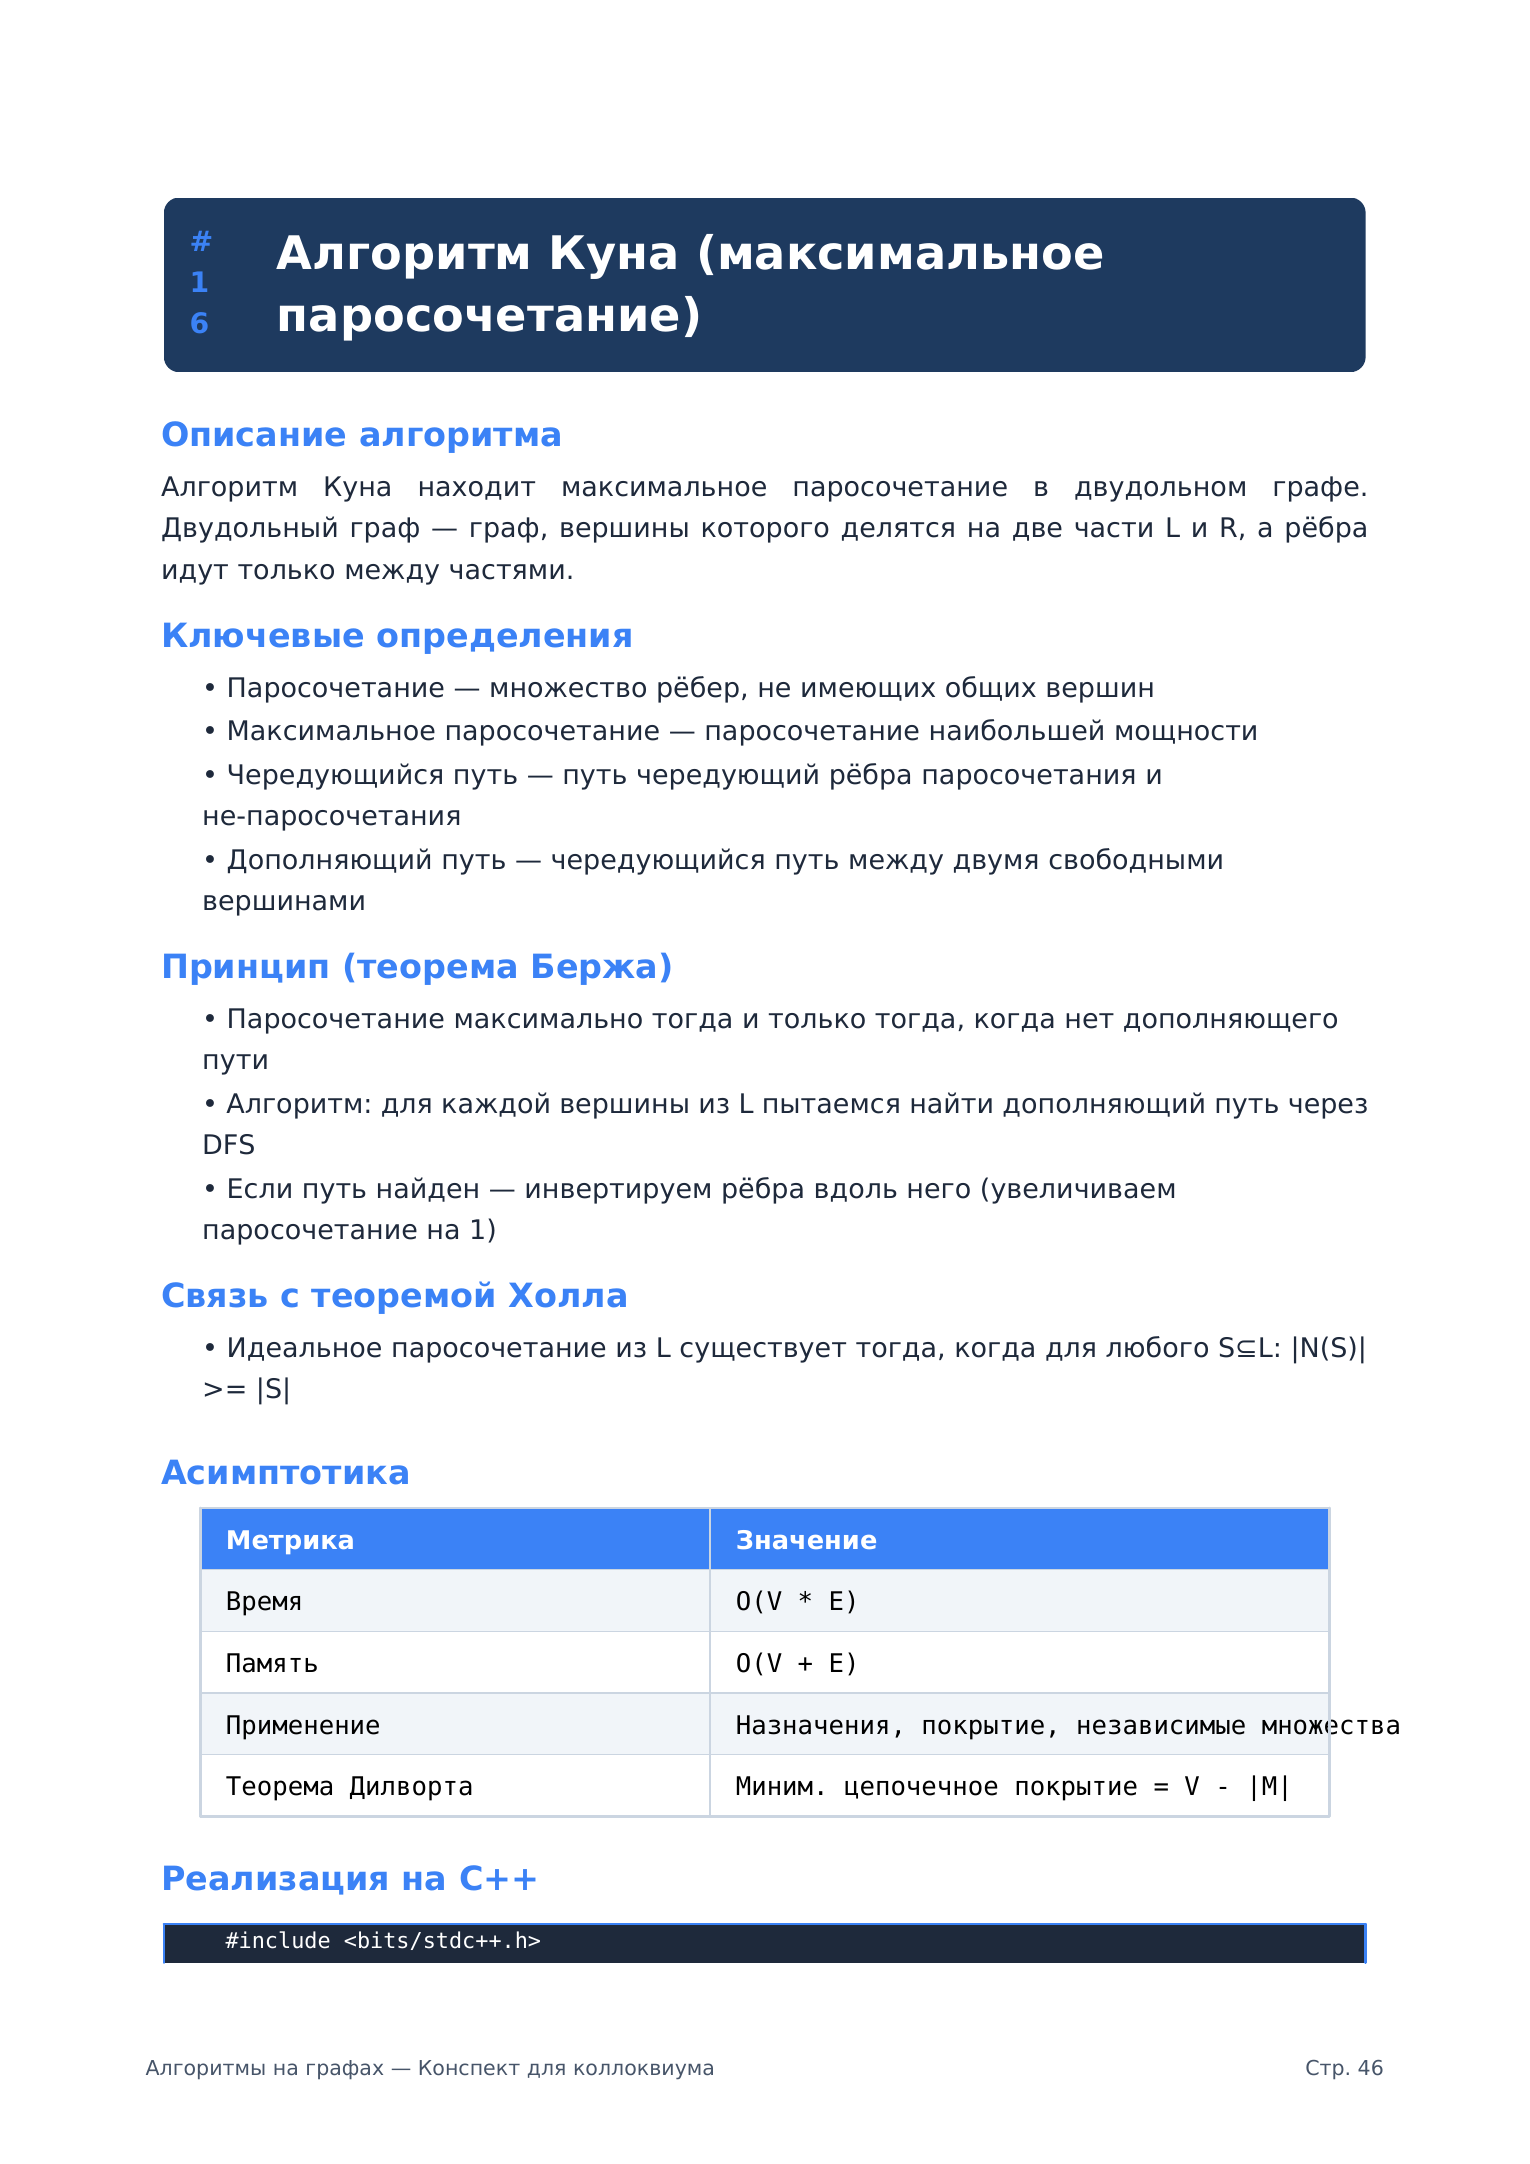 #
1
6
Алгоритм Куна (максимальное
паросочетание)
Описание алгоритма
Алгоритм Куна находит максимальное паросочетание в двудольном графе.
Двудольный граф — граф, вершины которого делятся на две части L и R, а рёбра
идут только между частями.
Ключевые определения
• Паросочетание — множество рёбер, не имеющих общих вершин
• Максимальное паросочетание — паросочетание наибольшей мощности
• Чередующийся путь — путь чередующий рёбра паросочетания и
не-паросочетания
• Дополняющий путь — чередующийся путь между двумя свободными
вершинами
Принцип (теорема Бержа)
• Паросочетание максимально тогда и только тогда, когда нет дополняющего
пути
• Алгоритм: для каждой вершины из L пытаемся найти дополняющий путь через
DFS
• Если путь найден — инвертируем рёбра вдоль него (увеличиваем
паросочетание на 1)
Связь с теоремой Холла
• Идеальное паросочетание из L существует тогда, когда для любого S⊆L: |N(S)|
>= |S|
Асимптотика
Метрика Значение
Время O(V * E)
Память O(V + E)
Применение Назначения, покрытие, независимые множества
Теорема Дилворта Миним. цепочечное покрытие = V - |M|
Реализация на C++
#include <bits/stdc++.h>
Алгоритмы на графах — Конспект для коллоквиума Стр. 46